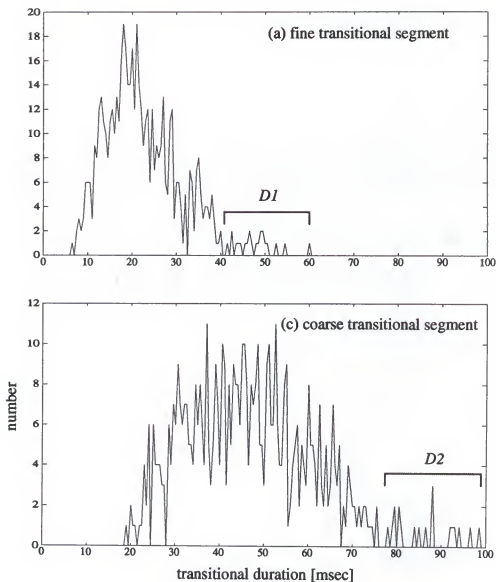 20
18
16
14
12
10
8
6
4
2
0
(a) fine transitional segment
D1
0 10 20 30 40 50 60 70 80 90 100
12
10
8
6
4
2
0
number
(c) coarse transitional segment
D2
0 10 20 30 40 50 60 70 80 90 100
transitional duration [msec]